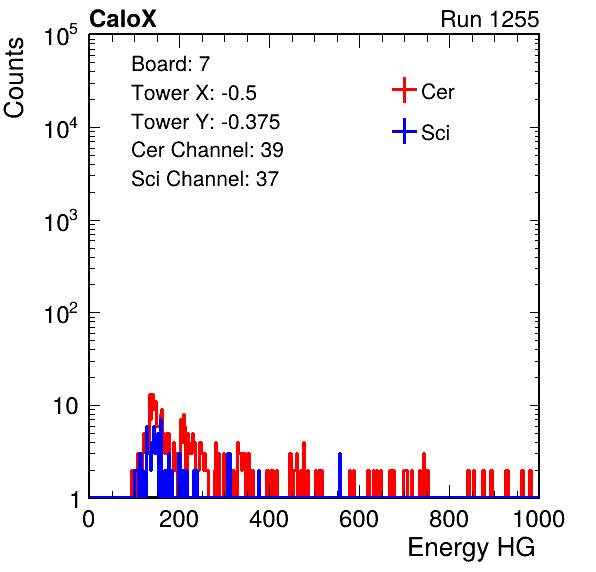 CaloX Run 1255
Counts
Board: 7
Tower X: -0.5
Tower Y: -0.375
Cer Channel: 39
Sci Channel: 37
Cer
Sci
10^5
10^4
10^3
10^2
10
1
0 200 400 600 800 1000
Energy HG